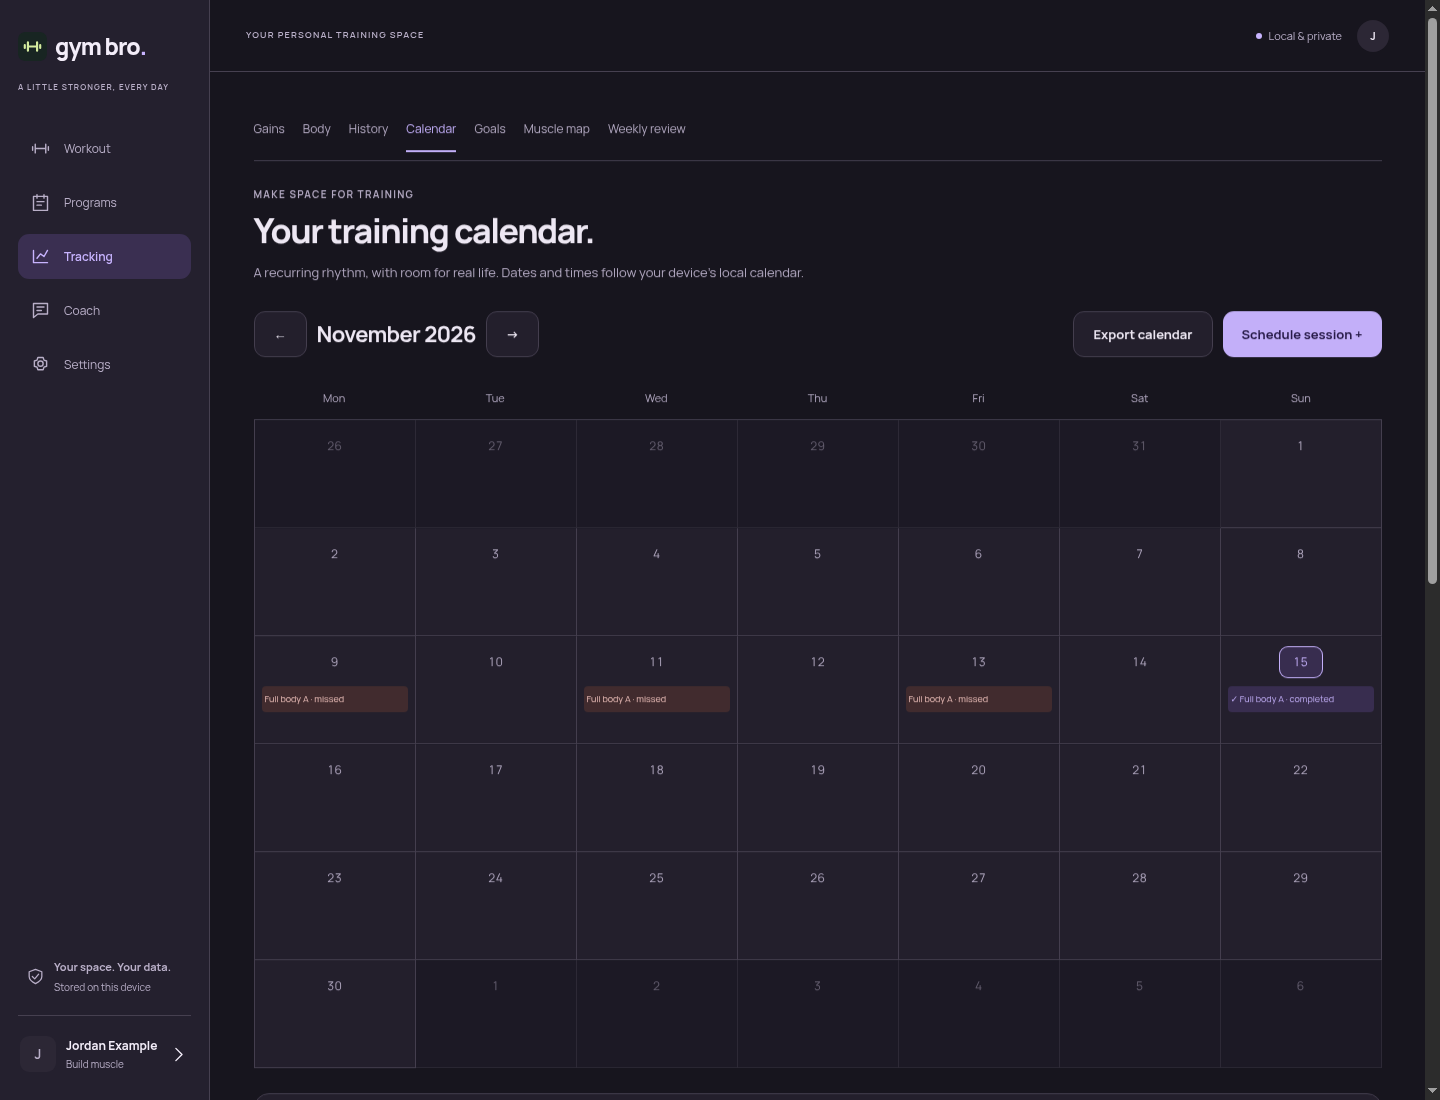 gym bro.
A LITTLE STRONGER, EVERY DAY
Workout
Programs
Tracking
Coach
Settings
Your space. Your data.
Stored on this device
J
Jordan Example
Build muscle
YOUR PERSONAL TRAINING SPACE
Local & private
J
Gains Body History Calendar Goals Muscle map Weekly review
MAKE SPACE FOR TRAINING
Your training calendar.
A recurring rhythm, with room for real life. Dates and times follow your device's local calendar.
← November 2026 →
Export calendar
Schedule session +
Mon Tue Wed Thu Fri Sat Sun
26 27 28 29 30 31 1
2 3 4 5 6 7 8
9 10 11 12 13 14 15
Full body A · missed Full body A · missed Full body A · missed ✓ Full body A · completed
16 17 18 19 20 21 22
23 24 25 26 27 28 29
30 1 2 3 4 5 6